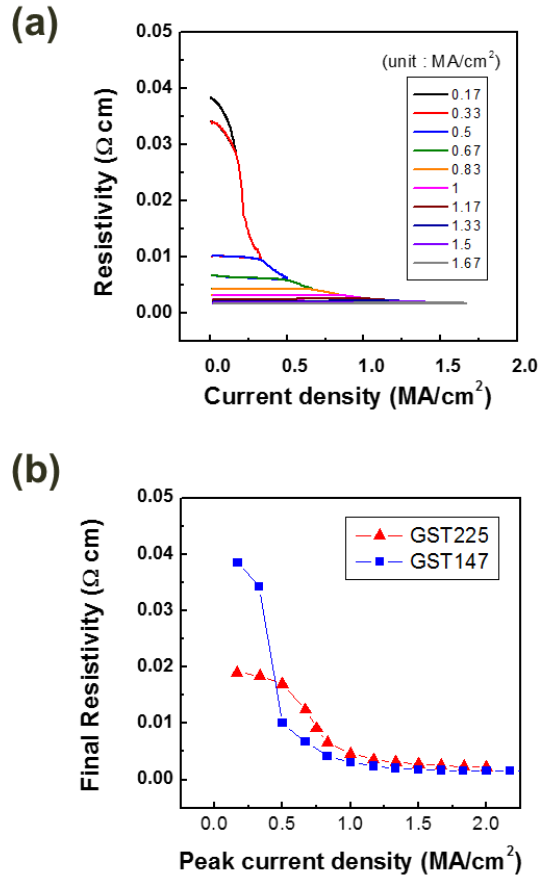 (a)
0.05
0.04
0.03
0.02
0.01
0.00
Resistivity (Ω cm)
(unit : MA/cm²)
0.17
0.33
0.5
0.67
0.83
1
1.17
1.33
1.5
1.67
0.0 0.5 1.0 1.5 2.0
Current density (MA/cm²)
(b)
0.05
0.04
0.03
0.02
0.01
0.00
Final Resistivity (Ω cm)
GST225
GST147
0.0 0.5 1.0 1.5 2.0
Peak current density (MA/cm²)